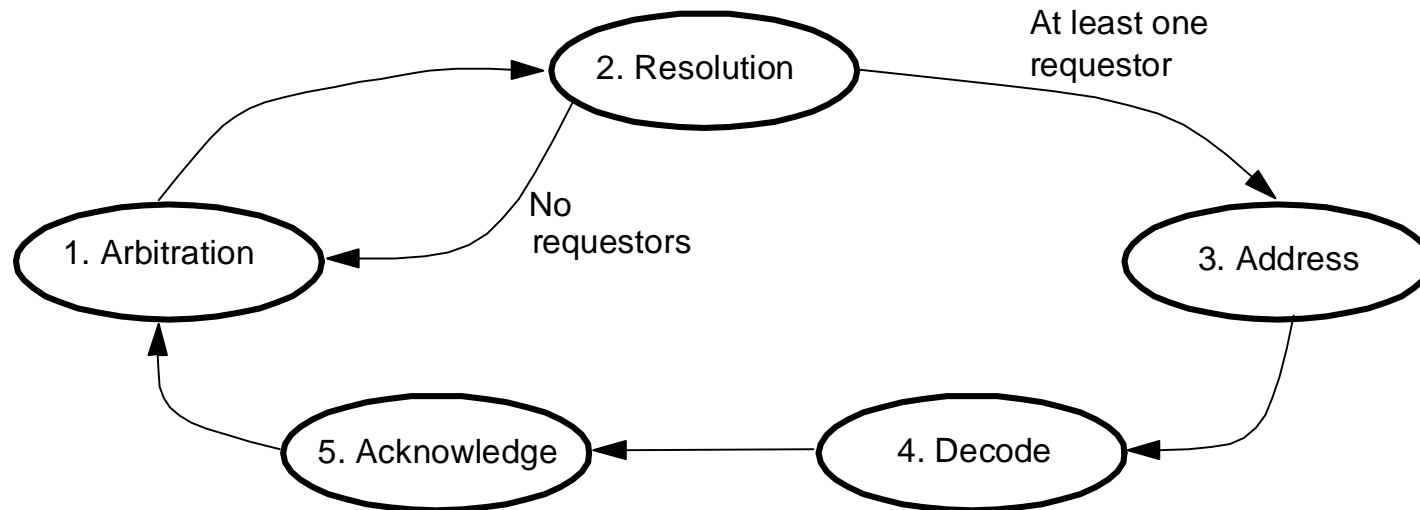 At least one
requestor
2. Resolution
No
requestors
1. Arbitration
3. Address
5. Acknowledge
4. Decode